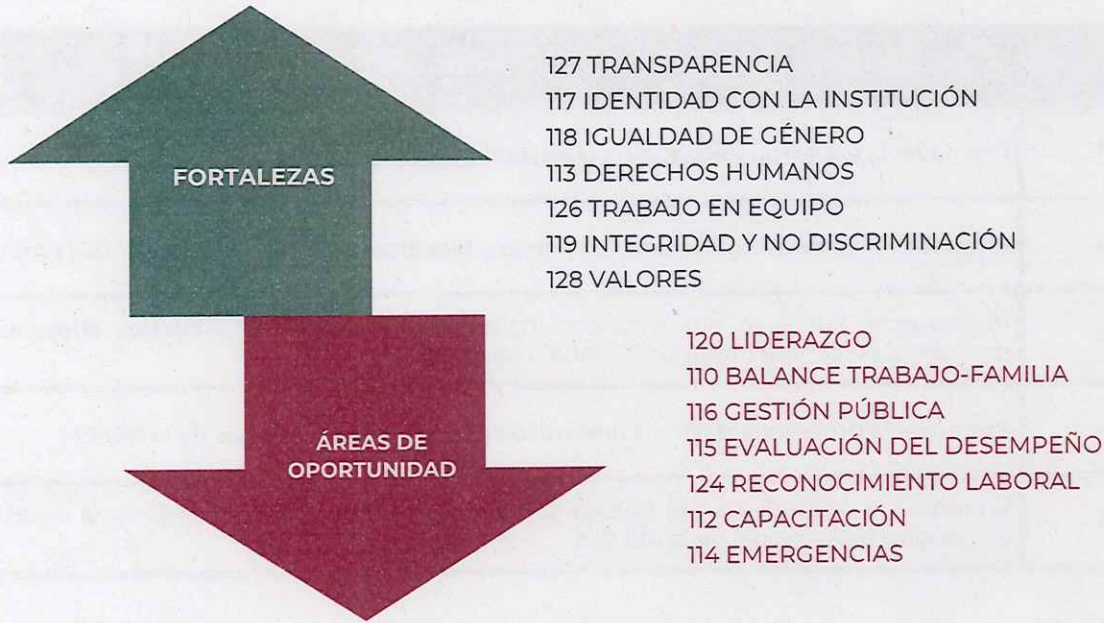 FORTALEZAS
127 TRANSPARENCIA
117 IDENTIDAD CON LA INSTITUCIÓN
118 IGUALDAD DE GÉNERO
113 DERECHOS HUMANOS
126 TRABAJO EN EQUIPO
119 INTEGRIDAD Y NO DISCRIMINACIÓN
128 VALORES
ÁREAS DE
OPORTUNIDAD
120 LIDERAZGO
110 BALANCE TRABAJO-FAMILIA
116 GESTIÓN PÚBLICA
115 EVALUACIÓN DEL DESEMPEÑO
124 RECONOCIMIENTO LABORAL
112 CAPACITACIÓN
114 EMERGENCIAS